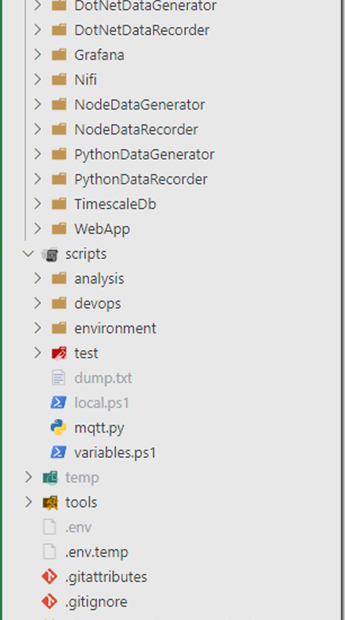 DotNetDataGenerator
DotNetDataRecorder
Grafana
Nifi
NodeDataGenerator
NodeDataRecorder
PythonDataGenerator
PythonDataRecorder
TimescaleDb
WebApp
scripts
analysis
devops
environment
test
dump.txt
local.ps1
mqtt.py
variables.ps1
temp
tools
.env
.env.temp
.gitattributes
.gitignore